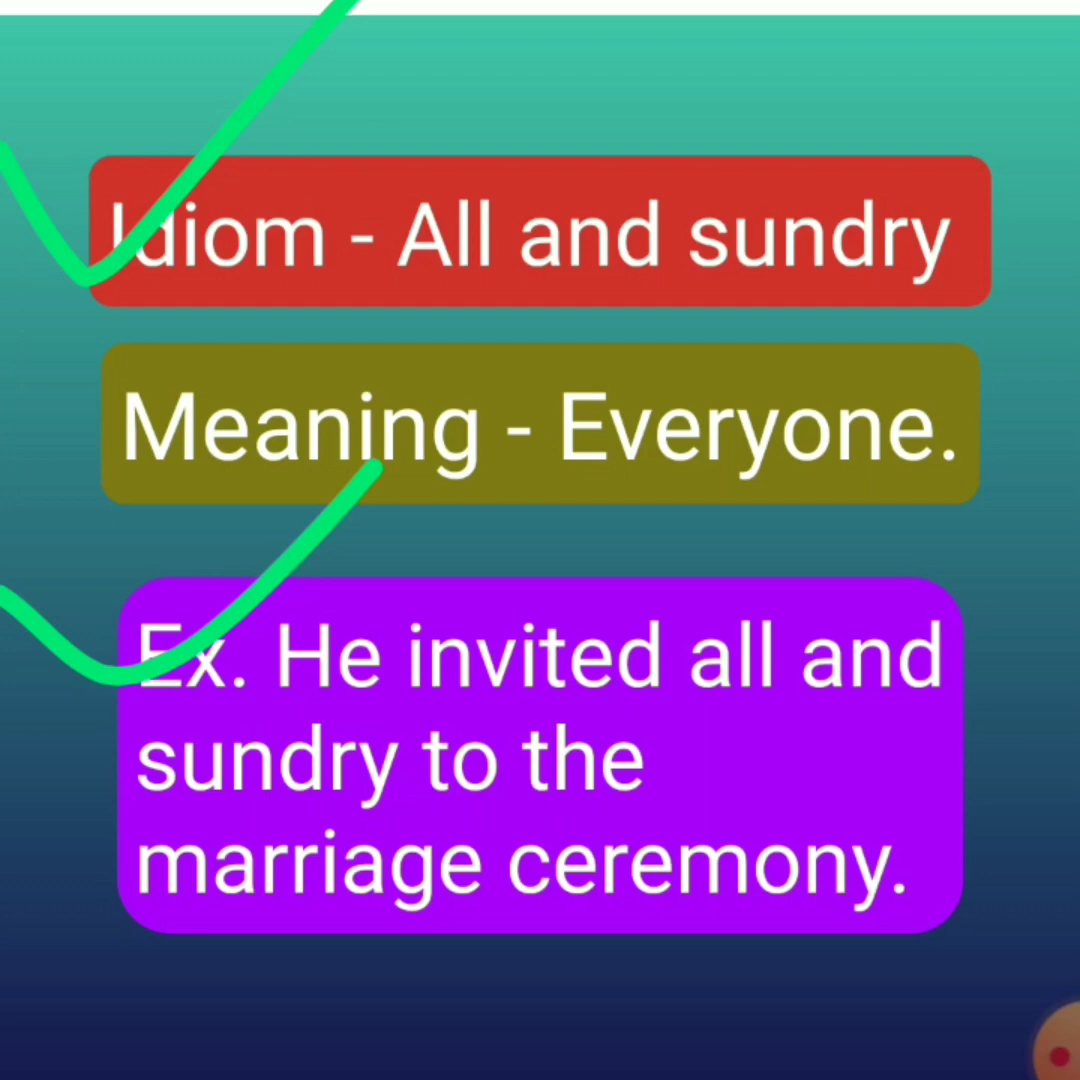 Idiom - All and sundry
Meaning - Everyone.
Ex. He invited all and
sundry to the
marriage ceremony.